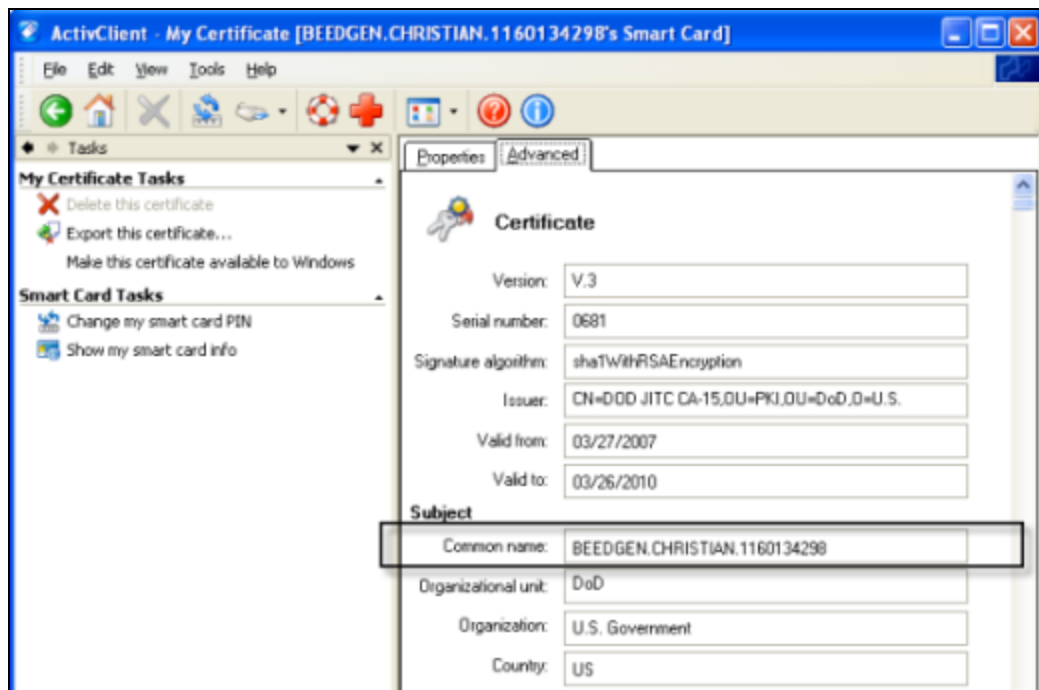 ActivClient - My Certificate [BEEDGEN.CHRISTIAN.1160134298's Smart Card]
File Edit View Tools Help
Tasks
My Certificate Tasks
Delete this certificate
Export this certificate...
Make this certificate available to Windows
Smart Card Tasks
Change my smart card PIN
Show my smart card info
Properties Advanced
Certificate
Version: V.3
Serial number: 0681
Signature algorithm: sha1WithRSAEncryption
Issuer: CN=DOD JITC CA-15,OU=PKI,OU=DoD,O=U.S.
Valid from: 03/27/2007
Valid to: 03/26/2010
Subject
Common name: BEEDGEN.CHRISTIAN.1160134298
Organizational unit: DoD
Organization: U.S. Government
Country: US